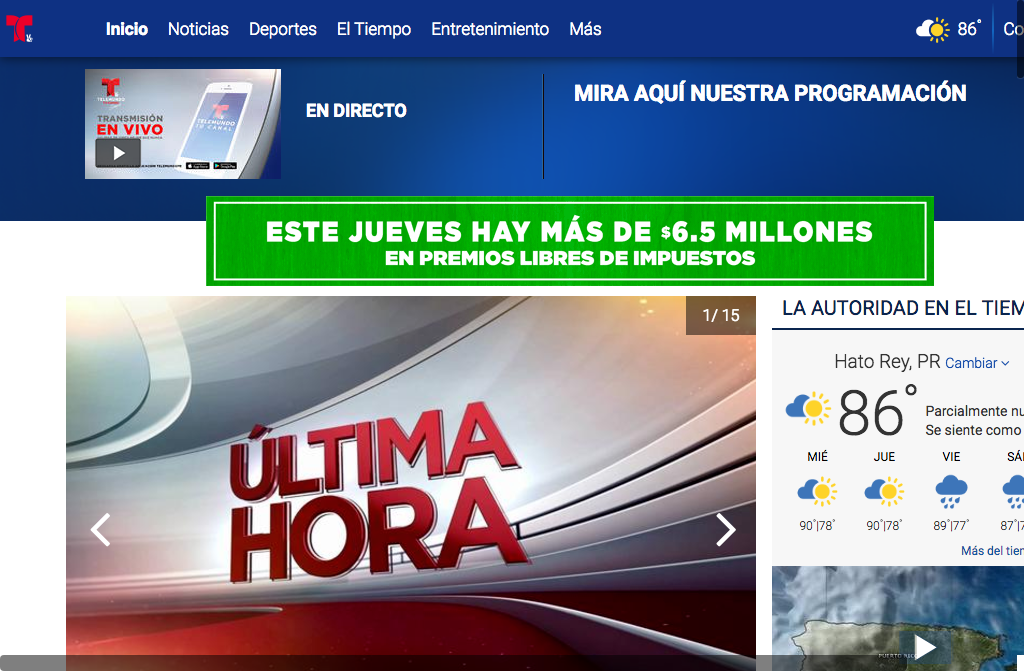 Inicio Noticias Deportes El Tiempo Entretenimiento Más 86° Co
TELEMUNDO
TRANSMISIÓN
EN VIVO
TELEMUNDO
TU CANAL
EN DIRECTO
MIRA AQUÍ NUESTRA PROGRAMACIÓN
ESTE JUEVES HAY MÁS DE $6.5 MILLONES
EN PREMIOS LIBRES DE IMPUESTOS
1/ 15
ÚLTIMA
HORA
LA AUTORIDAD EN EL TIEM
Hato Rey, PR Cambiar
86°
Parcialmente nu
Se siente como
MIÉ JUE VIE SÁ
90°|78° 90°|78° 89°|77° 87°|7
Más del tien